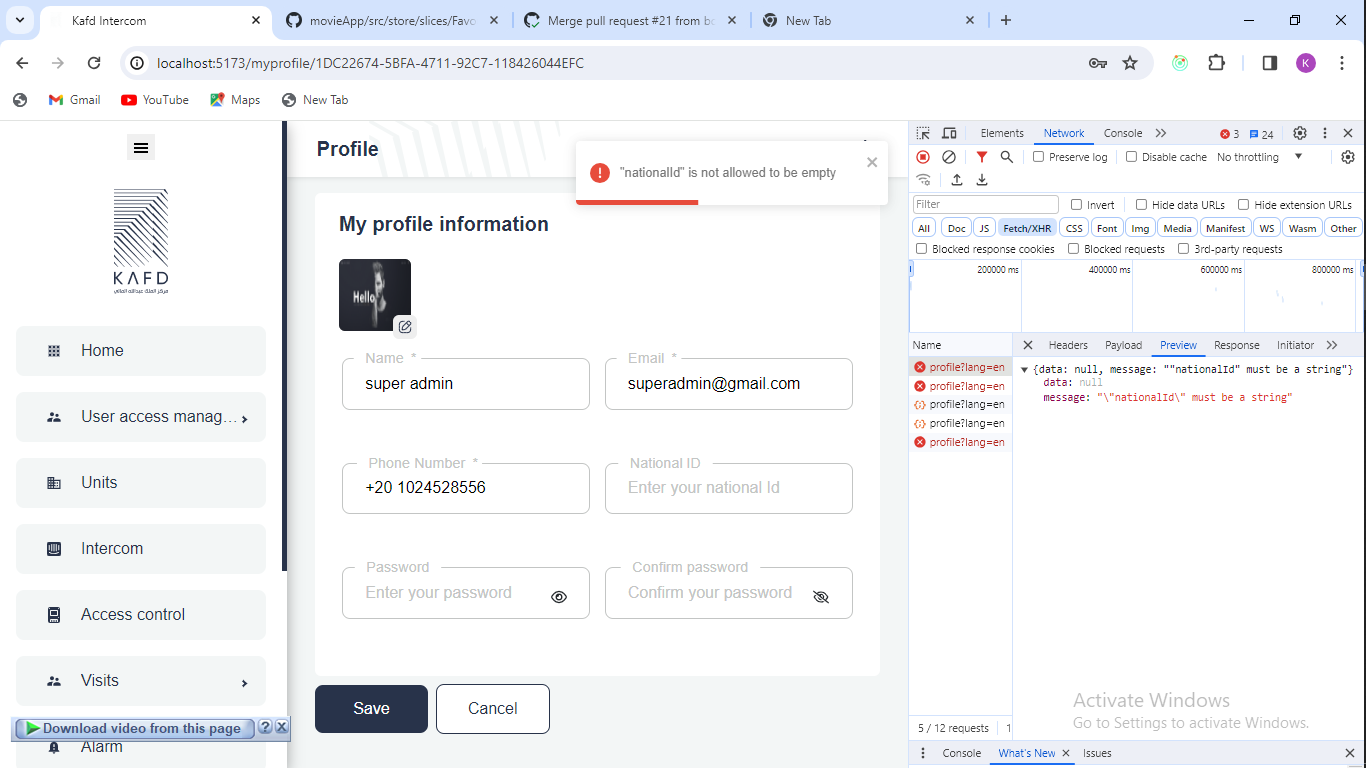 Kafd Intercom
movieApp/src/store/slices/Favo
Merge pull request #21 from bo
New Tab
localhost:5173/myprofile/1DC22674-5BFA-4711-92C7-118426044EFC
K
Gmail
YouTube
Maps
New Tab
KAFD
مركز الملك عبدالله المالي
Home
User access manag...
Units
Intercom
Access control
Visits
Alarm
Download video from this page
Profile
"nationalId" is not allowed to be empty
My profile information
Hello
Name *
super admin
Email *
superadmin@gmail.com
Phone Number *
+20 1024528556
National ID
Enter your national Id
Password
Enter your password
Confirm password
Confirm your password
Save
Cancel
Elements Network Console
3 24
Preserve log Disable cache No throttling
Filter Invert Hide data URLs Hide extension URLs
All Doc JS Fetch/XHR CSS Font Img Media Manifest WS Wasm Other
Blocked response cookies Blocked requests 3rd-party requests
200000 ms 400000 ms 600000 ms 800000 ms
Name
profile?lang=en
profile?lang=en
profile?lang=en
profile?lang=en
profile?lang=en
Headers Payload Preview Response Initiator
{data: null, message: ""nationalId" must be a string"}
data: null
message: "\"nationalId\" must be a string"
Activate Windows
Go to Settings to activate Windows.
5 / 12 requests 1
Console What's New Issues